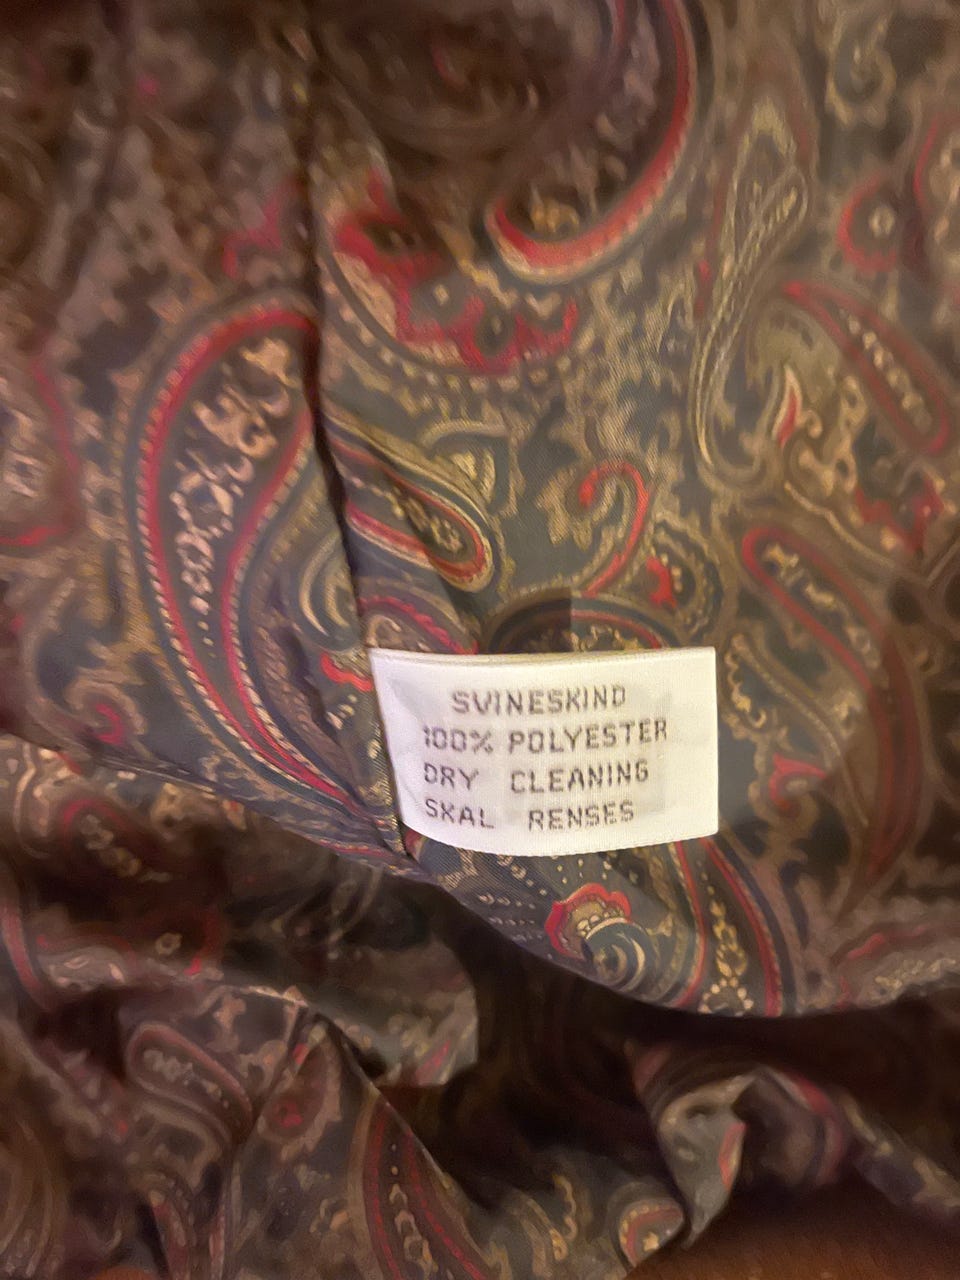 SVINESKIND
100% POLYESTER
DRY CLEANING
SKAL RENSES